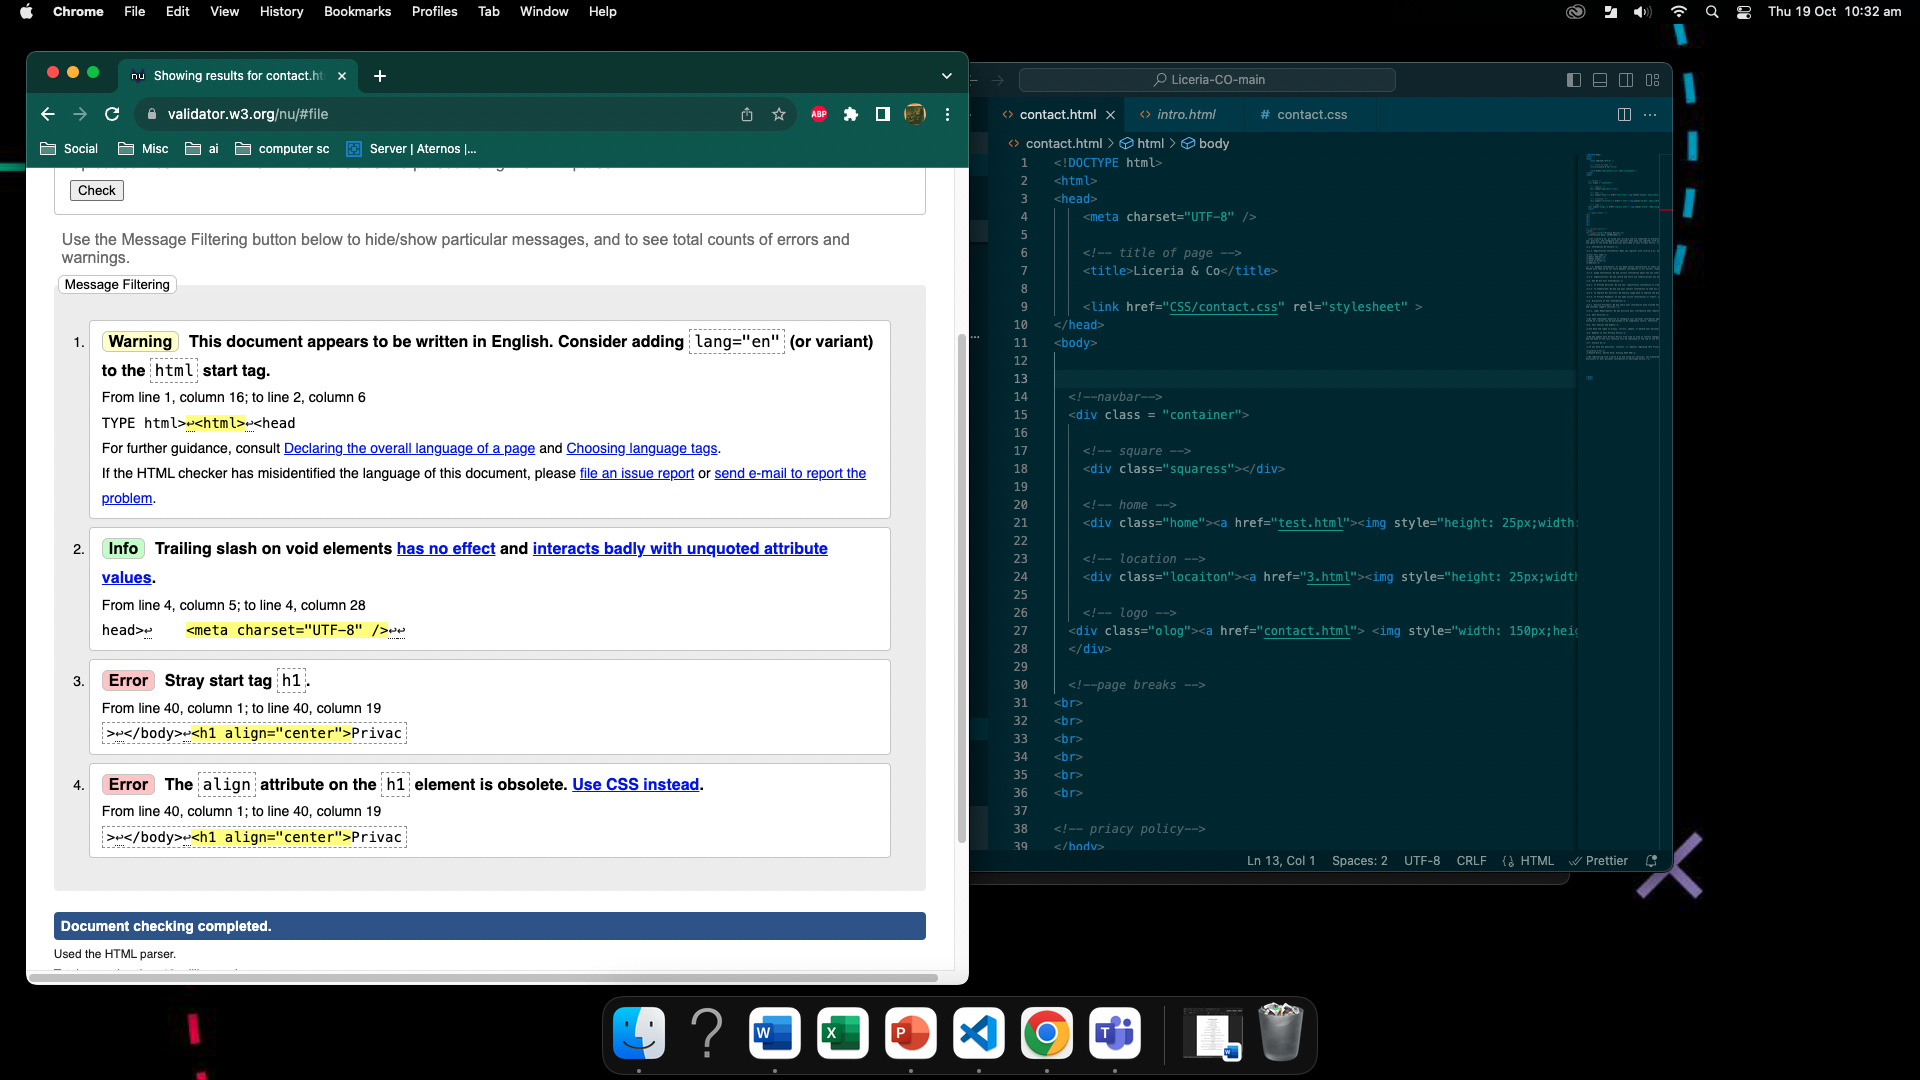 Chrome File Edit View History Bookmarks Profiles Tab Window Help
Thu 19 Oct 10:32 am
nu Showing results for contact.ht
validator.w3.org/nu/#file
ABP
Social Misc ai computer sc Server | Aternos |...
Check
Use the Message Filtering button below to hide/show particular messages, and to see total counts of errors and
warnings.
Message Filtering
1. Warning This document appears to be written in English. Consider adding lang="en" (or variant)
to the html start tag.
From line 1, column 16; to line 2, column 6
TYPE html>↩<html>↩<head
For further guidance, consult Declaring the overall language of a page and Choosing language tags.
If the HTML checker has misidentified the language of this document, please file an issue report or send e-mail to report the
problem.
2. Info Trailing slash on void elements has no effect and interacts badly with unquoted attribute
values.
From line 4, column 5; to line 4, column 28
head>↩ <meta charset="UTF-8" />↩↩
3. Error Stray start tag h1.
From line 40, column 1; to line 40, column 19
>↩</body>↩<h1 align="center">Privac
4. Error The align attribute on the h1 element is obsolete. Use CSS instead.
From line 40, column 1; to line 40, column 19
>↩</body>↩<h1 align="center">Privac
Document checking completed.
Used the HTML parser.
Liceria-CO-main
contact.html intro.html # contact.css
contact.html > html > body
1 <!DOCTYPE html>
2 <html>
3 <head>
4 <meta charset="UTF-8" />
5
6 <!-- title of page -->
7 <title>Liceria & Co</title>
8
9 <link href="CSS/contact.css" rel="stylesheet" >
10 </head>
11 <body>
12
13
14 <!--navbar-->
15 <div class = "container">
16
17 <!-- square -->
18 <div class="squaress"></div>
19
20 <!-- home -->
21 <div class="home"><a href="test.html"><img style="height: 25px;width:
22
23 <!-- location -->
24 <div class="locaiton"><a href="3.html"><img style="height: 25px;widt
25
26 <!-- logo -->
27 <div class="olog"><a href="contact.html"> <img style="width: 150px;heig
28 </div>
29
30 <!--page breaks -->
31 <br>
32 <br>
33 <br>
34 <br>
35 <br>
36 <br>
37
38 <!-- priacy policy-->
39 </body>
Ln 13, Col 1 Spaces: 2 UTF-8 CRLF HTML Prettier